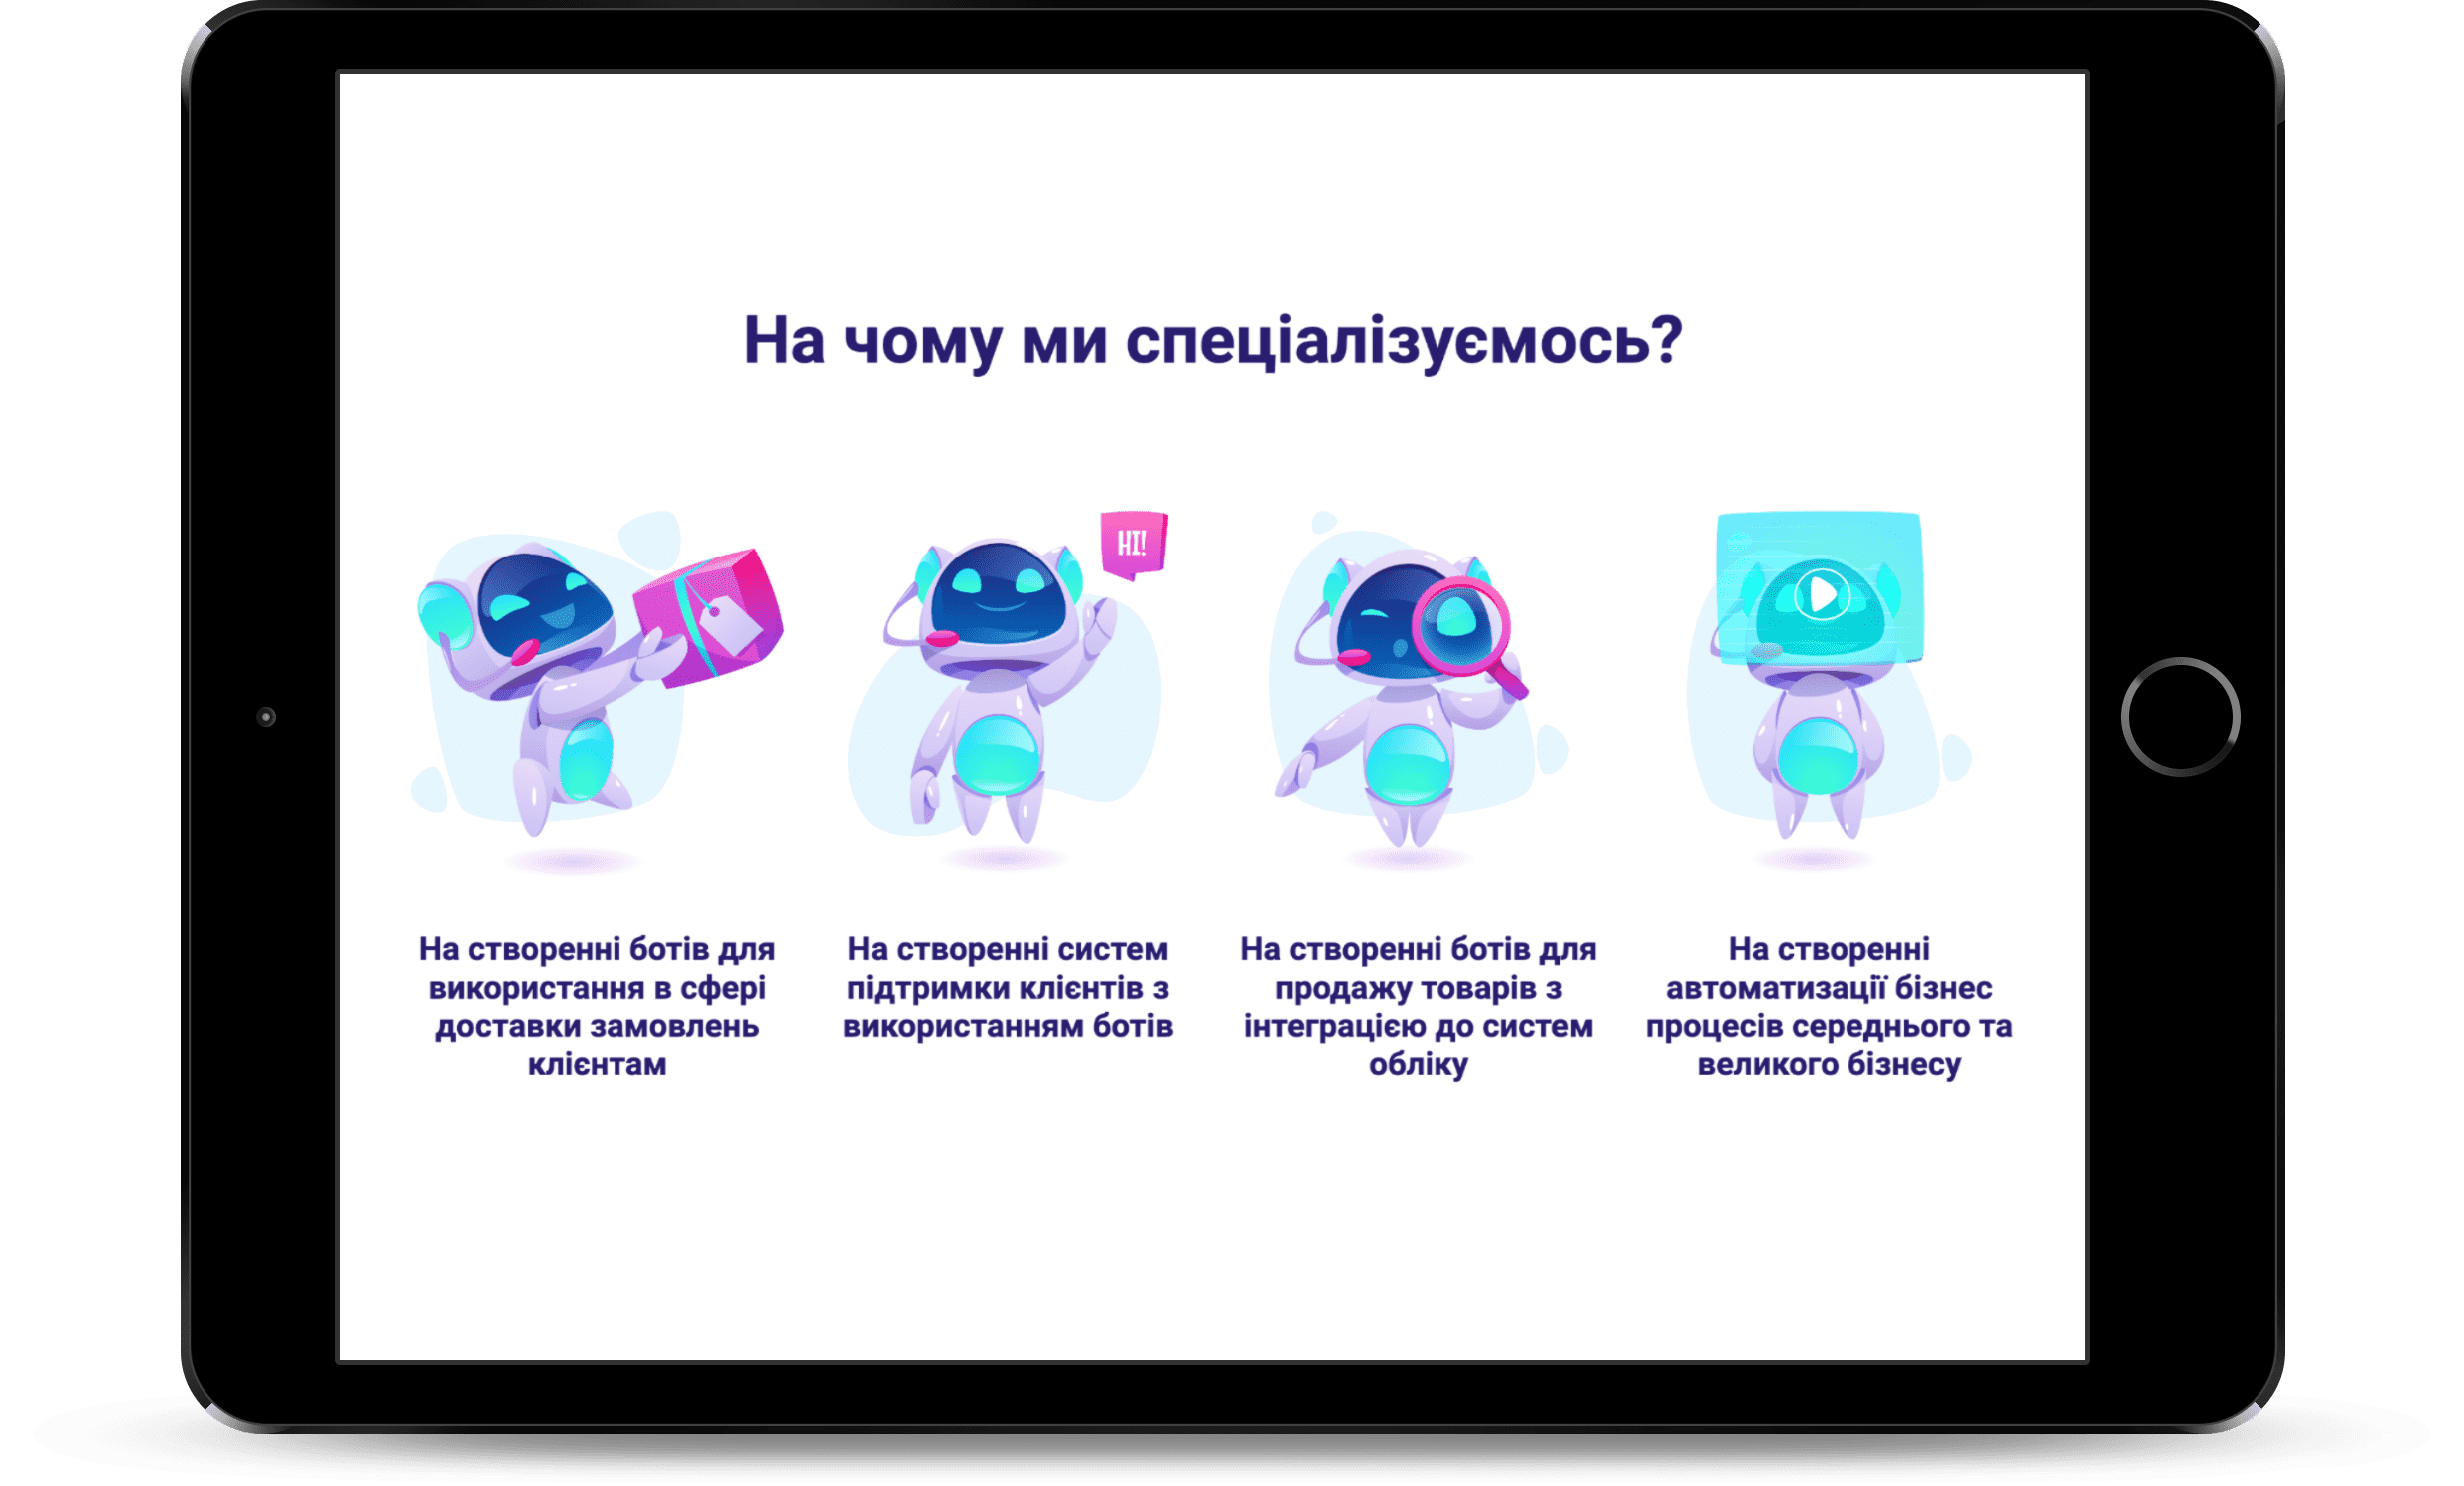 На чому ми спеціалізуємось?
HI!
На створенні ботів для
використання в сфері
доставки замовлень
клієнтам
На створенні систем
підтримки клієнтів з
використанням ботів
На створенні ботів для
продажу товарів з
інтеграцією до систем
обліку
На створенні
автоматизації бізнес
процесів середнього та
великого бізнесу